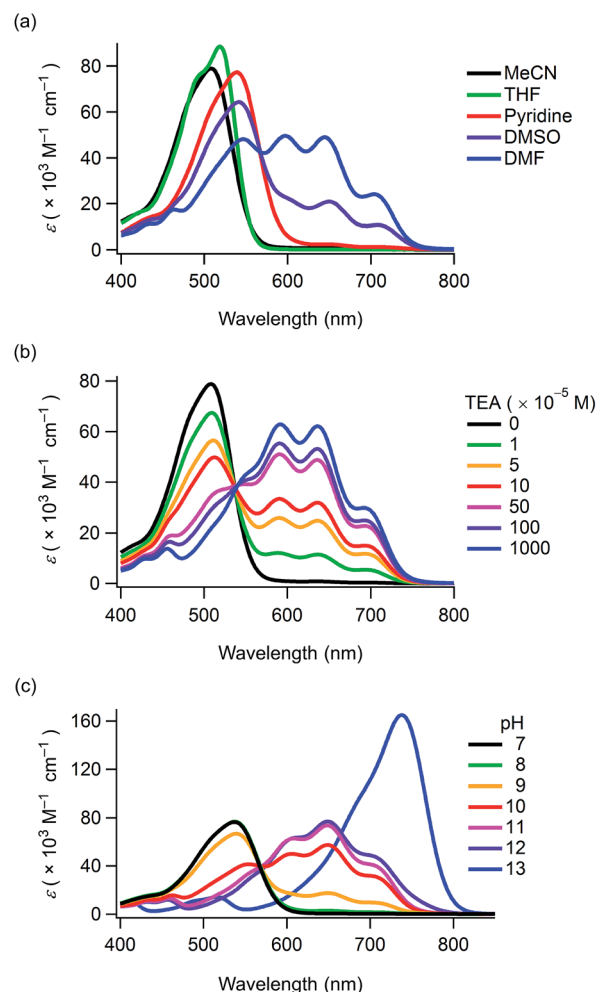 (a)
80
60
40
20
0
ε ( × 10³ M⁻¹ cm⁻¹)
MeCN
THF
Pyridine
DMSO
DMF
400 500 600 700 800
Wavelength (nm)
(b)
80
60
40
20
0
ε ( × 10³ M⁻¹ cm⁻¹)
TEA ( × 10⁻⁵ M)
0
1
5
10
50
100
1000
400 500 600 700 800
Wavelength (nm)
(c)
160
120
80
40
0
ε ( × 10³ M⁻¹ cm⁻¹)
pH
7
8
9
10
11
12
13
400 500 600 700 800
Wavelength (nm)